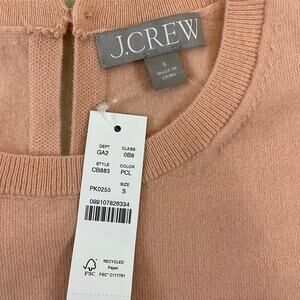 J.CREW
S
MADE IN
CHINA
DEPT CLASS
GA2 0B8
STYLE COLOR
CB883 PCL
SIZE
PK0255 S
099107826334
FSC
RECYCLED
Paper
FSC® C117761